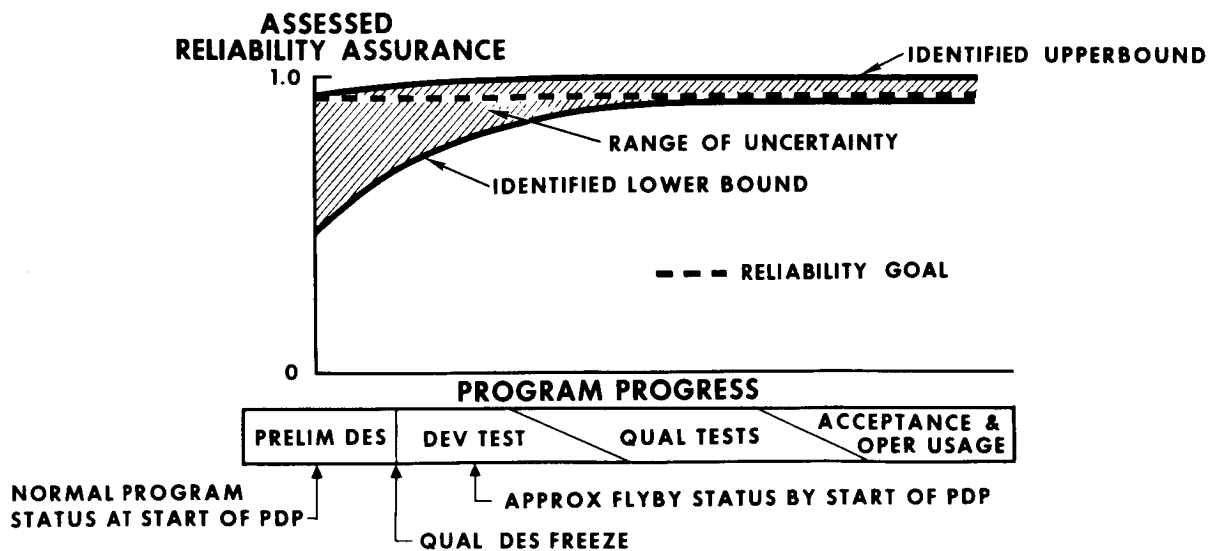 ASSESSED
RELIABILITY ASSURANCE
IDENTIFIED UPPERBOUND
1.0
RANGE OF UNCERTAINTY
IDENTIFIED LOWER BOUND
RELIABILITY GOAL
0
PROGRAM PROGRESS
PRELIM DES
DEV TEST
QUAL TESTS
ACCEPTANCE &
OPER USAGE
NORMAL PROGRAM
STATUS AT START OF PDP
APPROX FLYBY STATUS BY START OF PDP
QUAL DES FREEZE